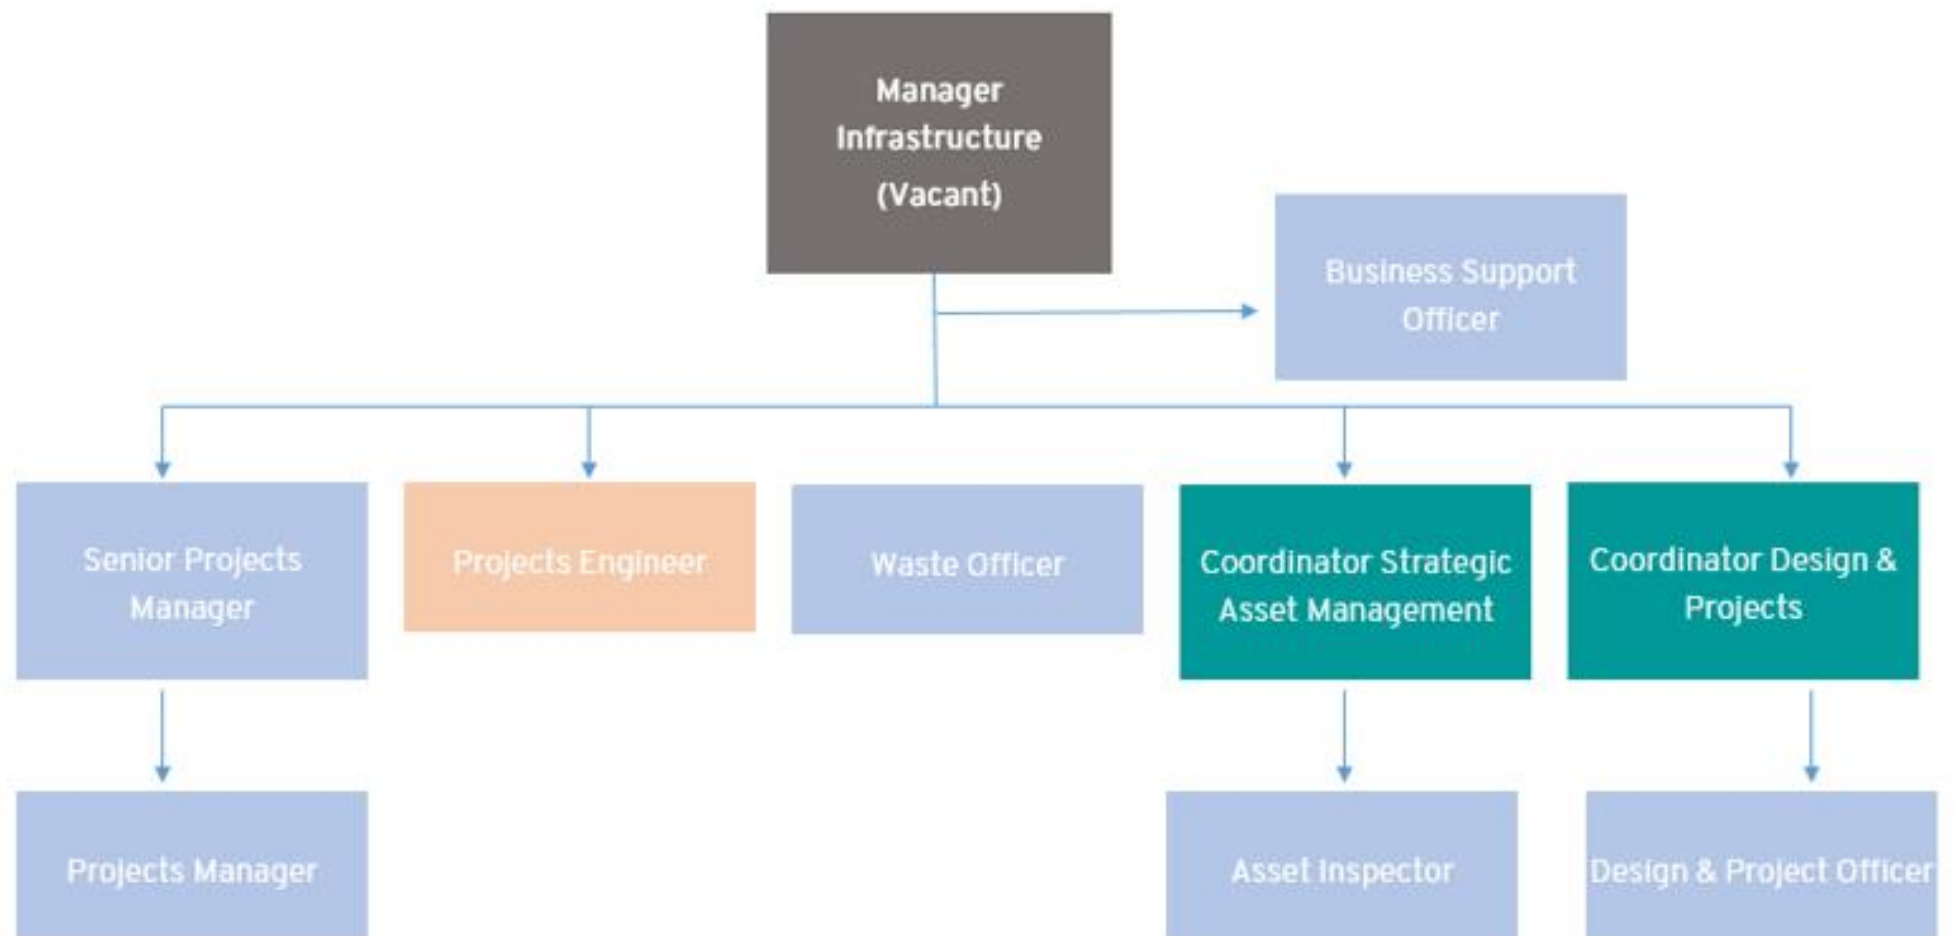 Manager
Infrastructure
(Vacant)
Business Support
Officer
Senior Projects
Manager
Projects Engineer
Waste Officer
Coordinator Strategic
Asset Management
Coordinator Design &
Projects
Projects Manager
Asset Inspector
Design & Project Officer